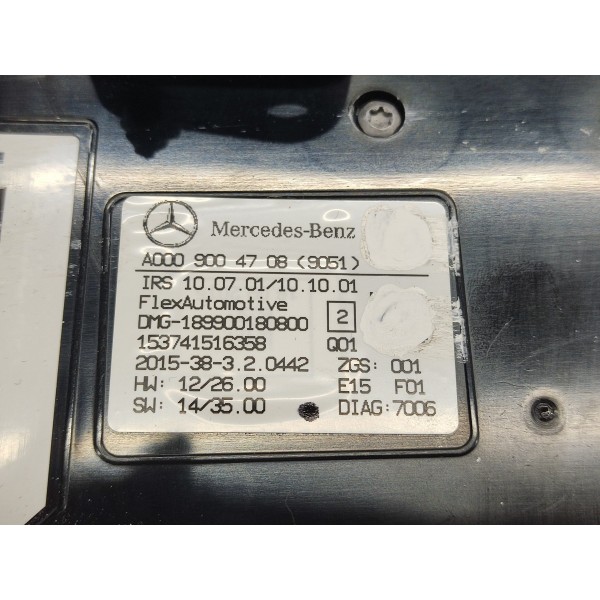 Mercedes-Benz
A000 900 47 08 (9051)
IRS 10.07.01/10.10.01
FlexAutomotive
DMG-189900180800 2
153741516358 Q01
2015-38-3.2.0442 ZGS: 001
HW: 12/26.00 E15 F01
SW: 14/35.00 DIAG:7006